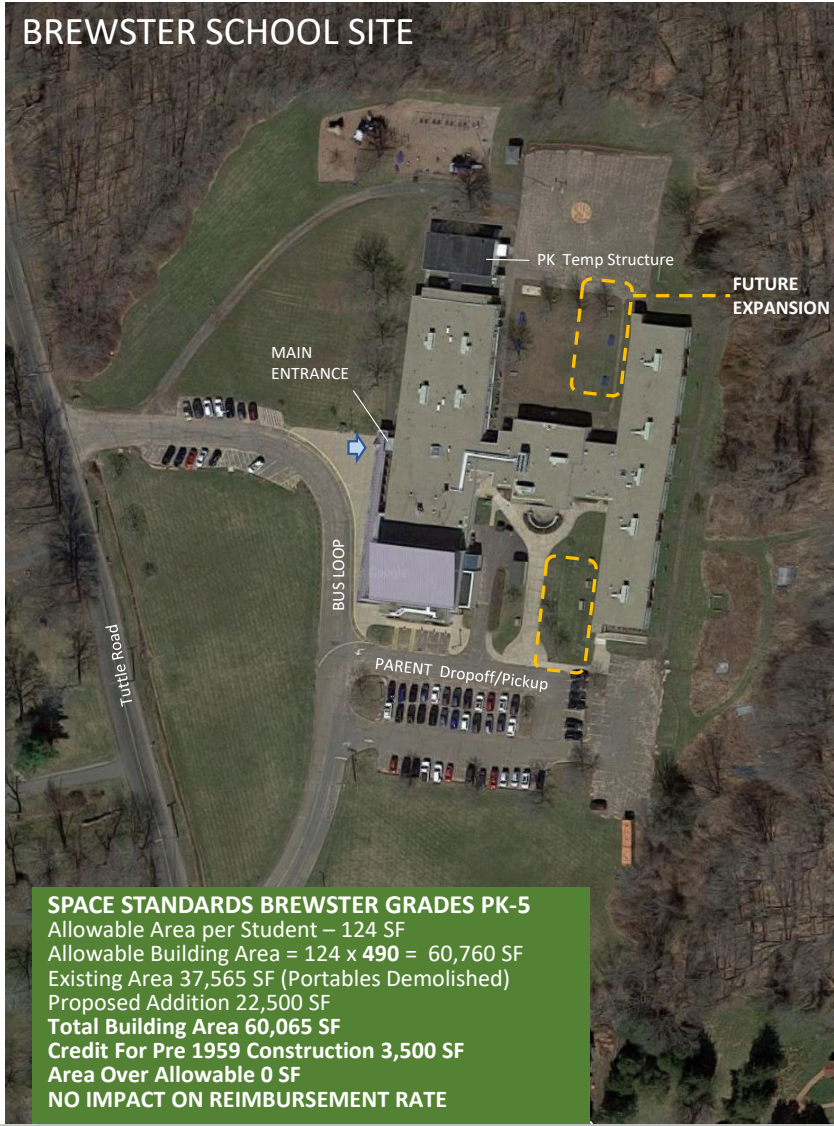 BREWSTER SCHOOL SITE
PK Temp Structure
FUTURE
EXPANSION
MAIN
ENTRANCE
BUS LOOP
Google
Tuttle Road
PARENT Dropoff/Pickup
SPACE STANDARDS BREWSTER GRADES PK-5
Allowable Area per Student – 124 SF
Allowable Building Area = 124 x 490 = 60,760 SF
Existing Area 37,565 SF (Portables Demolished)
Proposed Addition 22,500 SF
Total Building Area 60,065 SF
Credit For Pre 1959 Construction 3,500 SF
Area Over Allowable 0 SF
NO IMPACT ON REIMBURSEMENT RATE